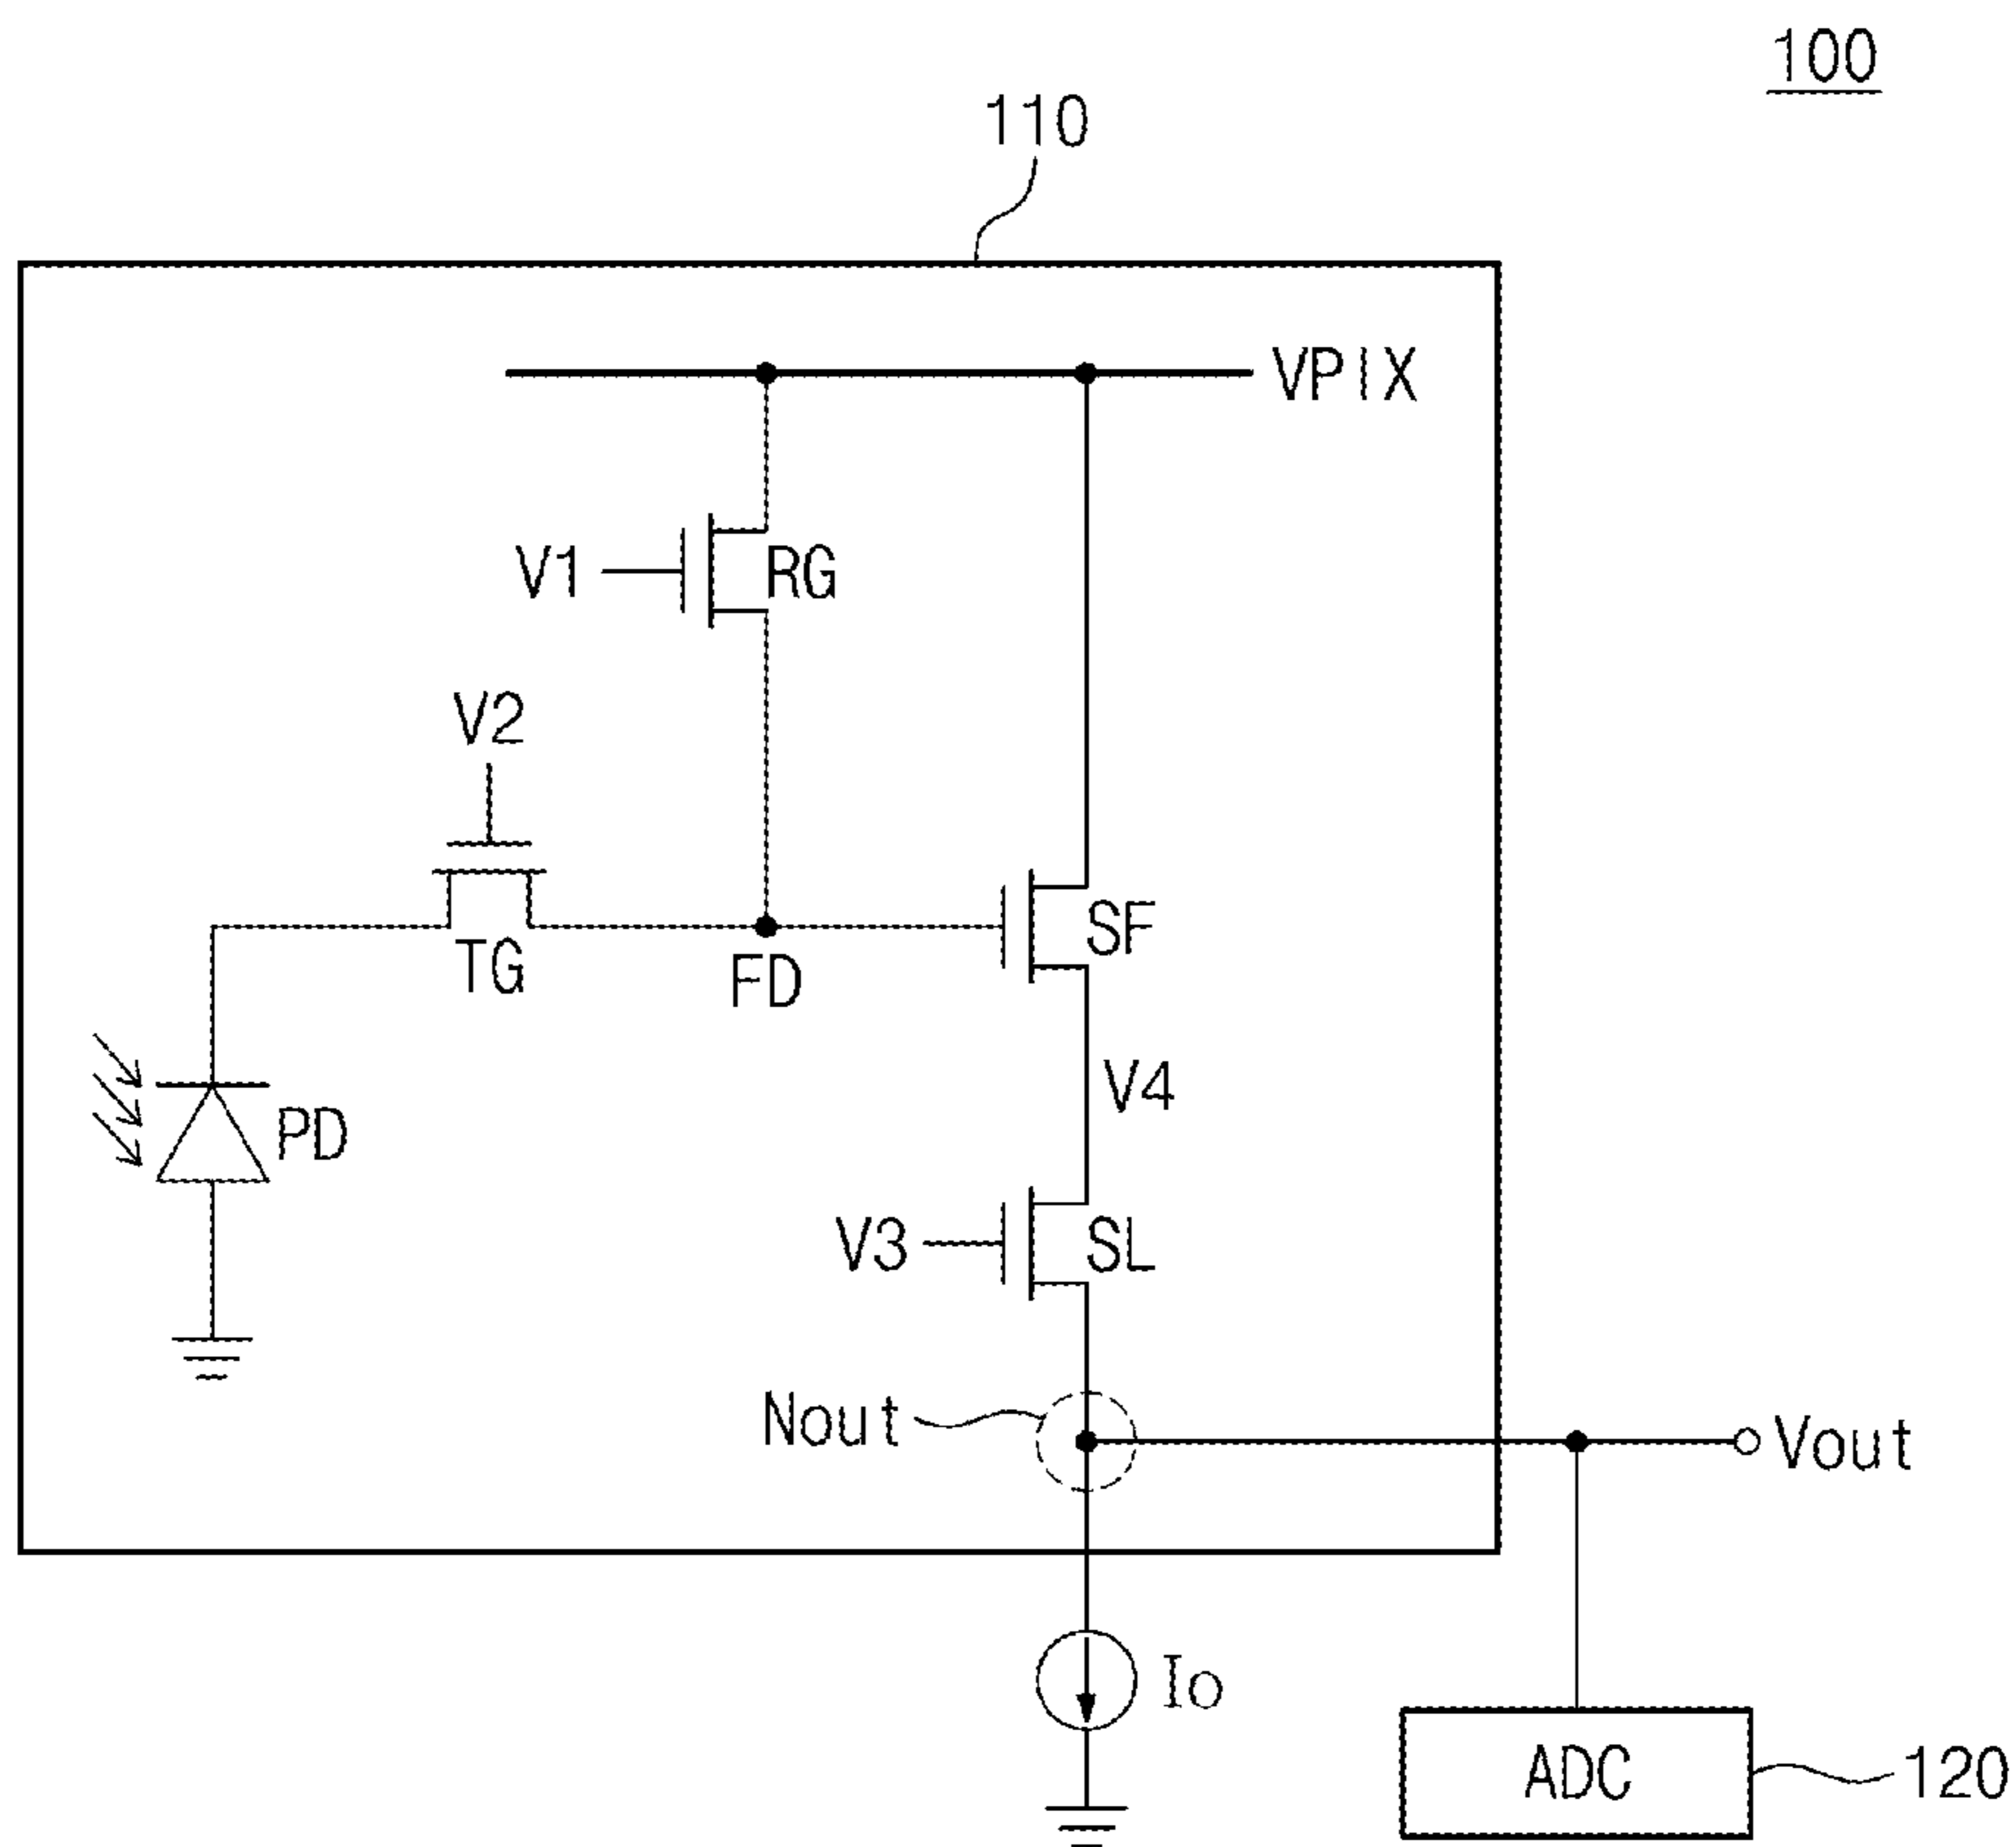 100
110
VPIX
V1
RG
V2
TG
FD
SF
PD
V4
V3
SL
Nout
Vout
Io
ADC
120